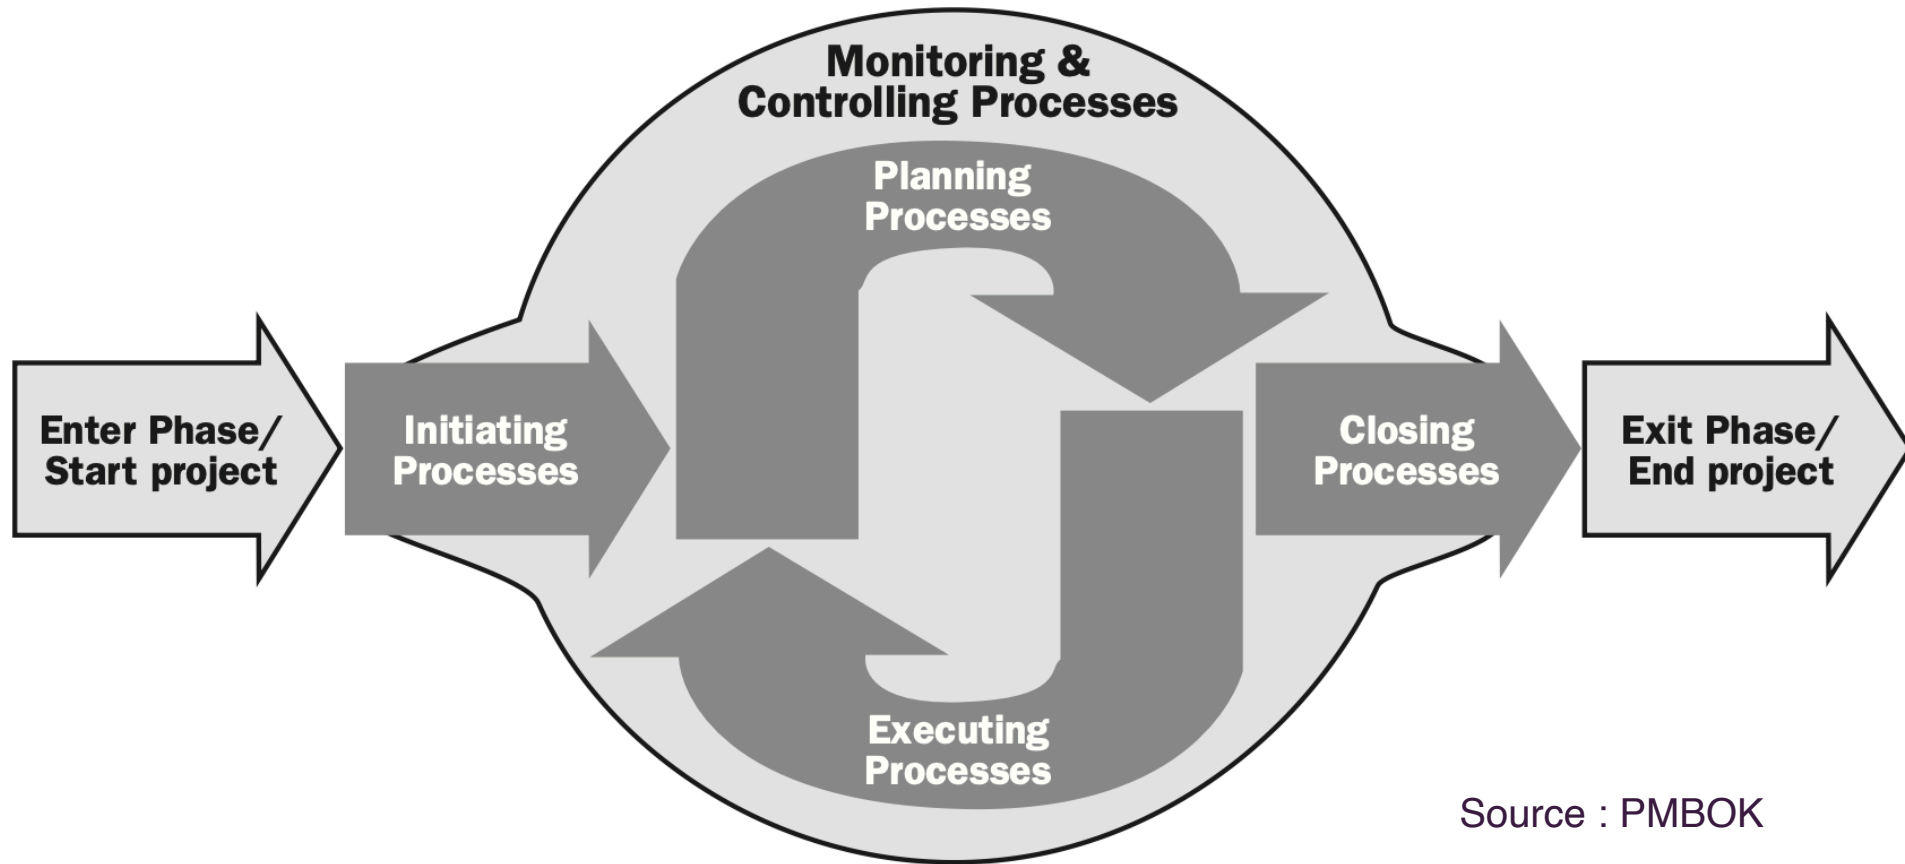 Monitoring &
Controlling Processes
Planning
Processes
Enter Phase/
Start project
Initiating
Processes
Closing
Processes
Exit Phase/
End project
Executing
Processes
Source : PMBOK